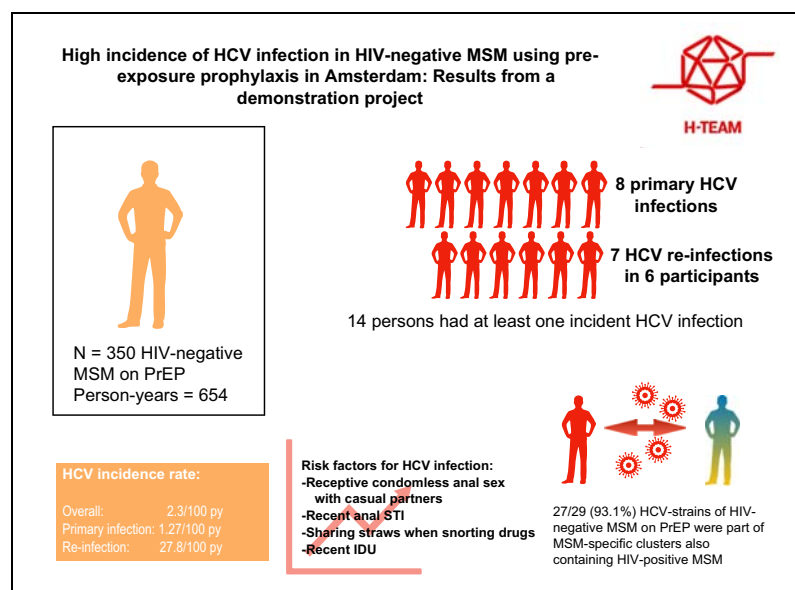 High incidence of HCV infection in HIV-negative MSM using pre-
exposure prophylaxis in Amsterdam: Results from a
demonstration project
H-TEAM
8 primary HCV
infections
7 HCV re-infections
in 6 participants
14 persons had at least one incident HCV infection
N = 350 HIV-negative
MSM on PrEP
Person-years = 654
HCV incidence rate:
Overall: 2.3/100 py
Primary infection: 1.27/100 py
Re-infection: 27.8/100 py
Risk factors for HCV infection:
-Receptive condomless anal sex
with casual partners
-Recent anal STI
-Sharing straws when snorting drugs
-Recent IDU
27/29 (93.1%) HCV-strains of HIV-
negative MSM on PrEP were part of
MSM-specific clusters also
containing HIV-positive MSM